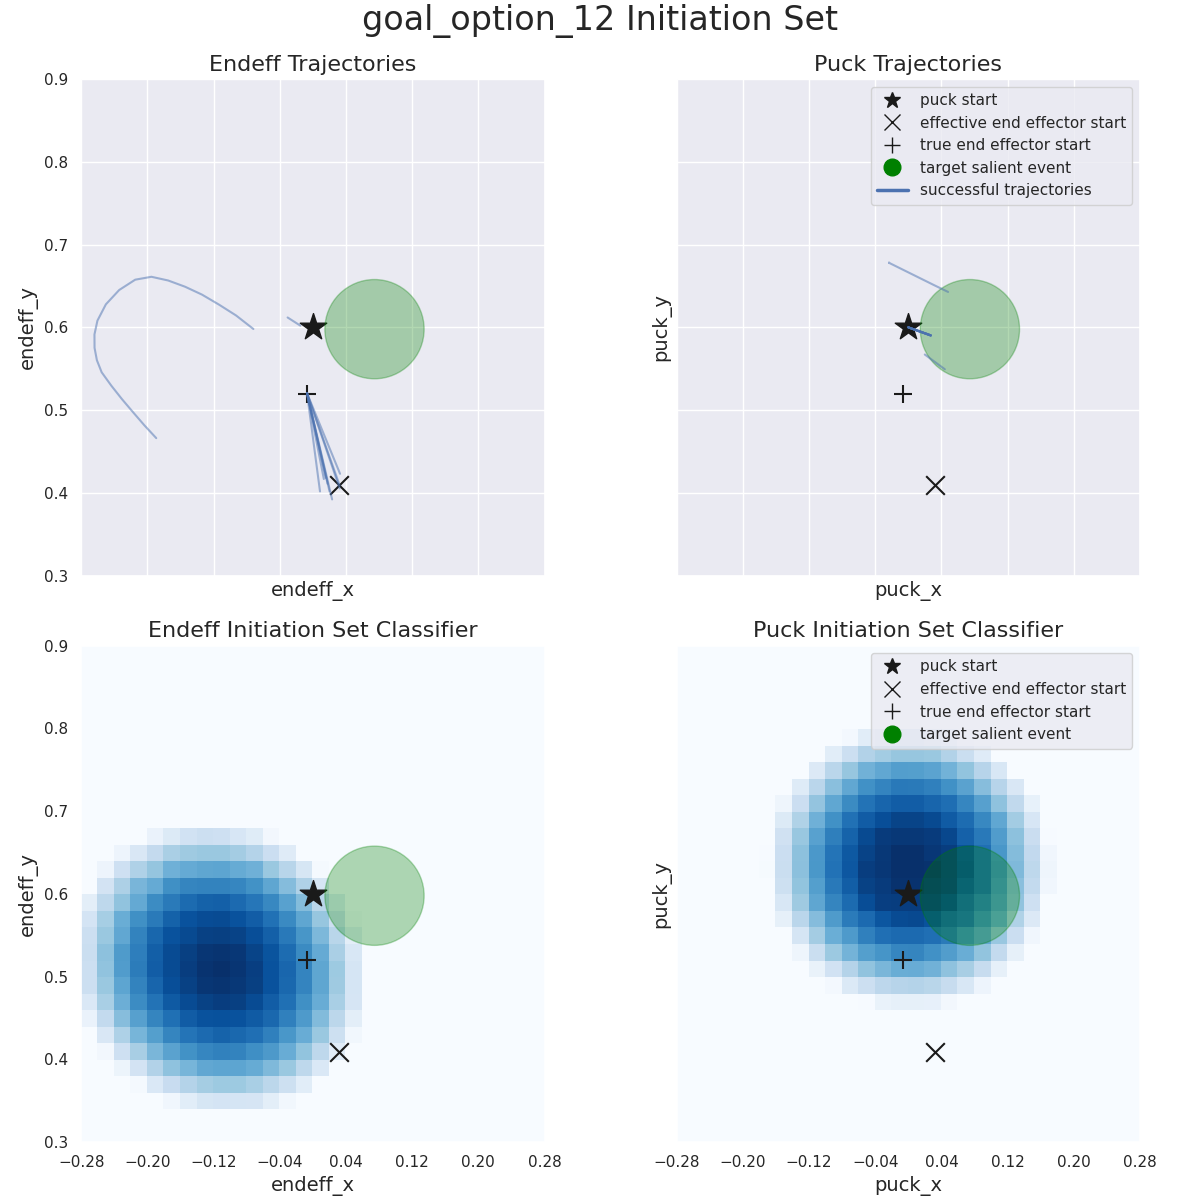 goal_option_12 Initiation Set
Endeff Trajectories
0.9
0.8
0.7
0.6
0.5
0.4
0.3
endeff_y
endeff_x
Puck Trajectories
puck start
effective end effector start
true end effector start
target salient event
successful trajectories
puck_y
puck_x
Endeff Initiation Set Classifier
0.9
0.8
0.7
0.6
0.5
0.4
0.3
endeff_y
−0.28 −0.20 −0.12 −0.04 0.04 0.12 0.20 0.28
endeff_x
Puck Initiation Set Classifier
puck start
effective end effector start
true end effector start
target salient event
puck_y
−0.28 −0.20 −0.12 −0.04 0.04 0.12 0.20 0.28
puck_x